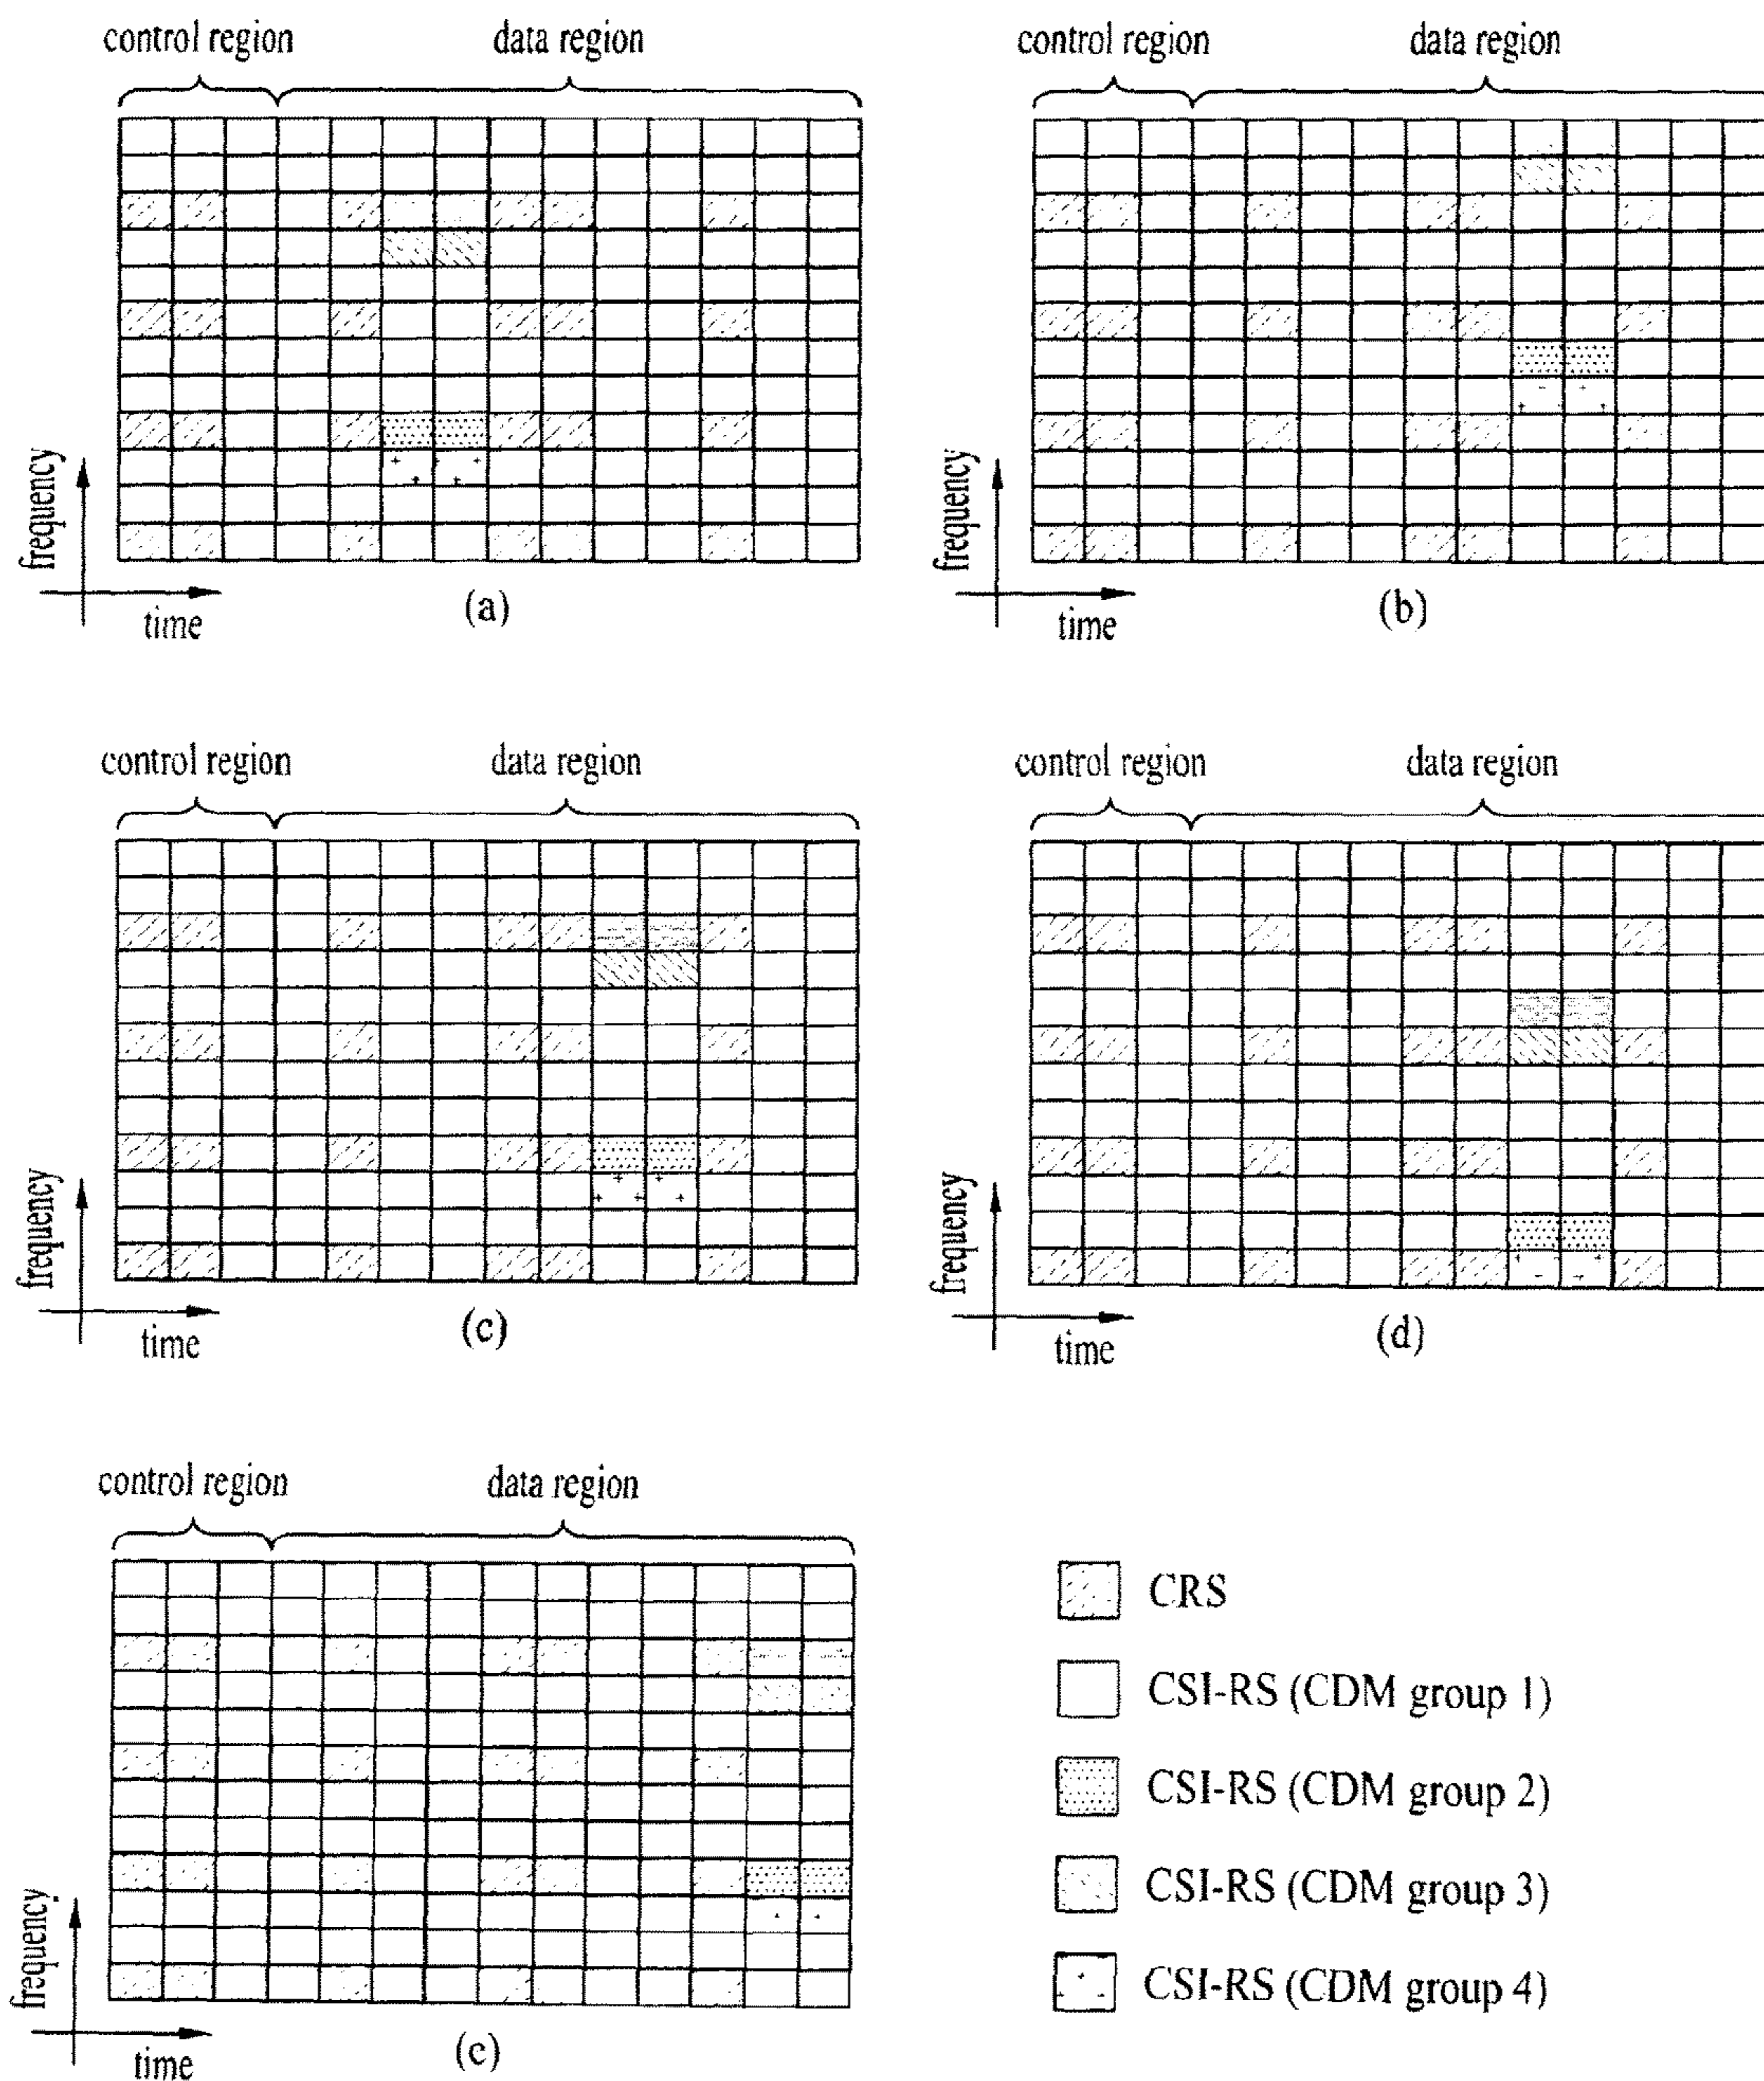 control region data region
control region data region
frequency
time
(a)
frequency
time
(b)
control region data region
control region data region
frequency
time
(c)
frequency
time
(d)
control region data region
frequency
time
(e)
CRS
CSI-RS (CDM group 1)
CSI-RS (CDM group 2)
CSI-RS (CDM group 3)
CSI-RS (CDM group 4)